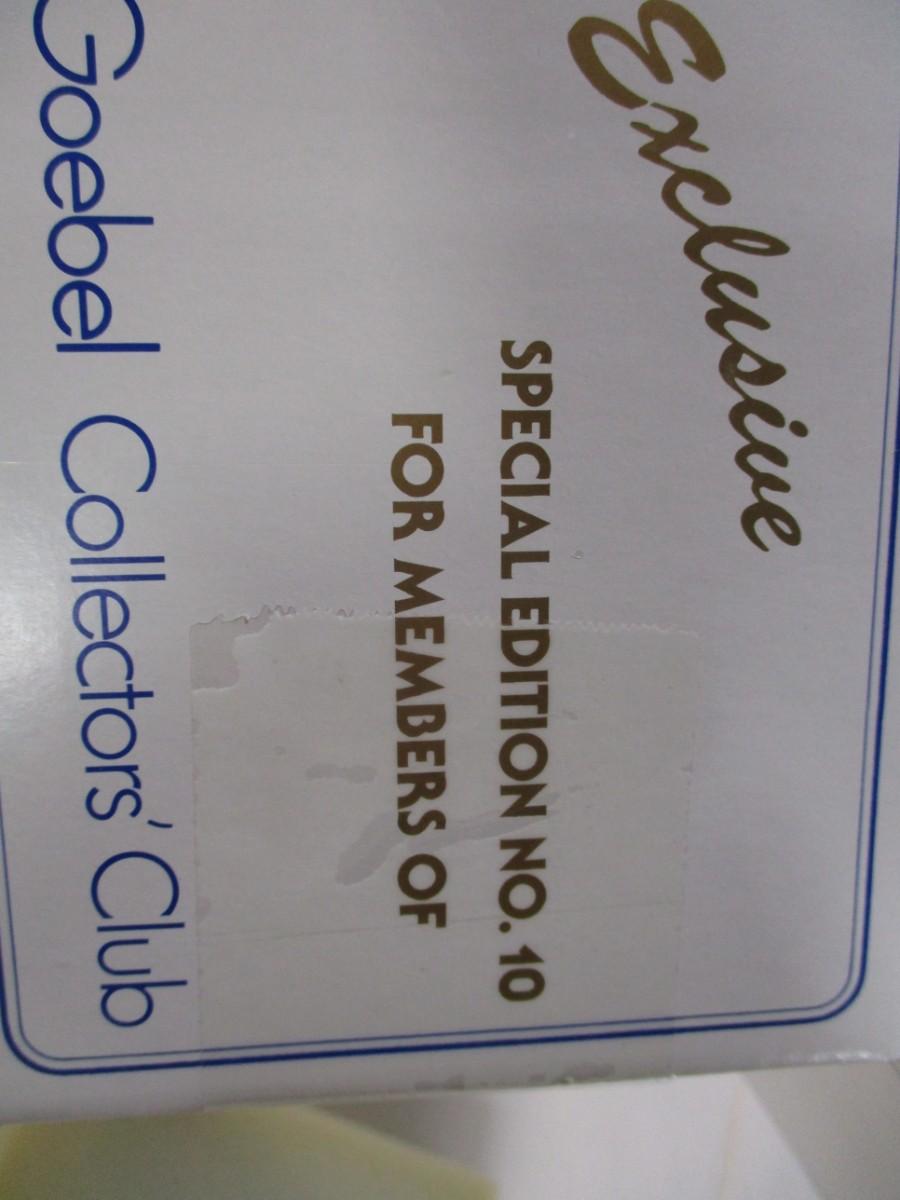 Exclusive
SPECIAL EDITION NO. 10
FOR MEMBERS OF
Goebel Collectors' Club